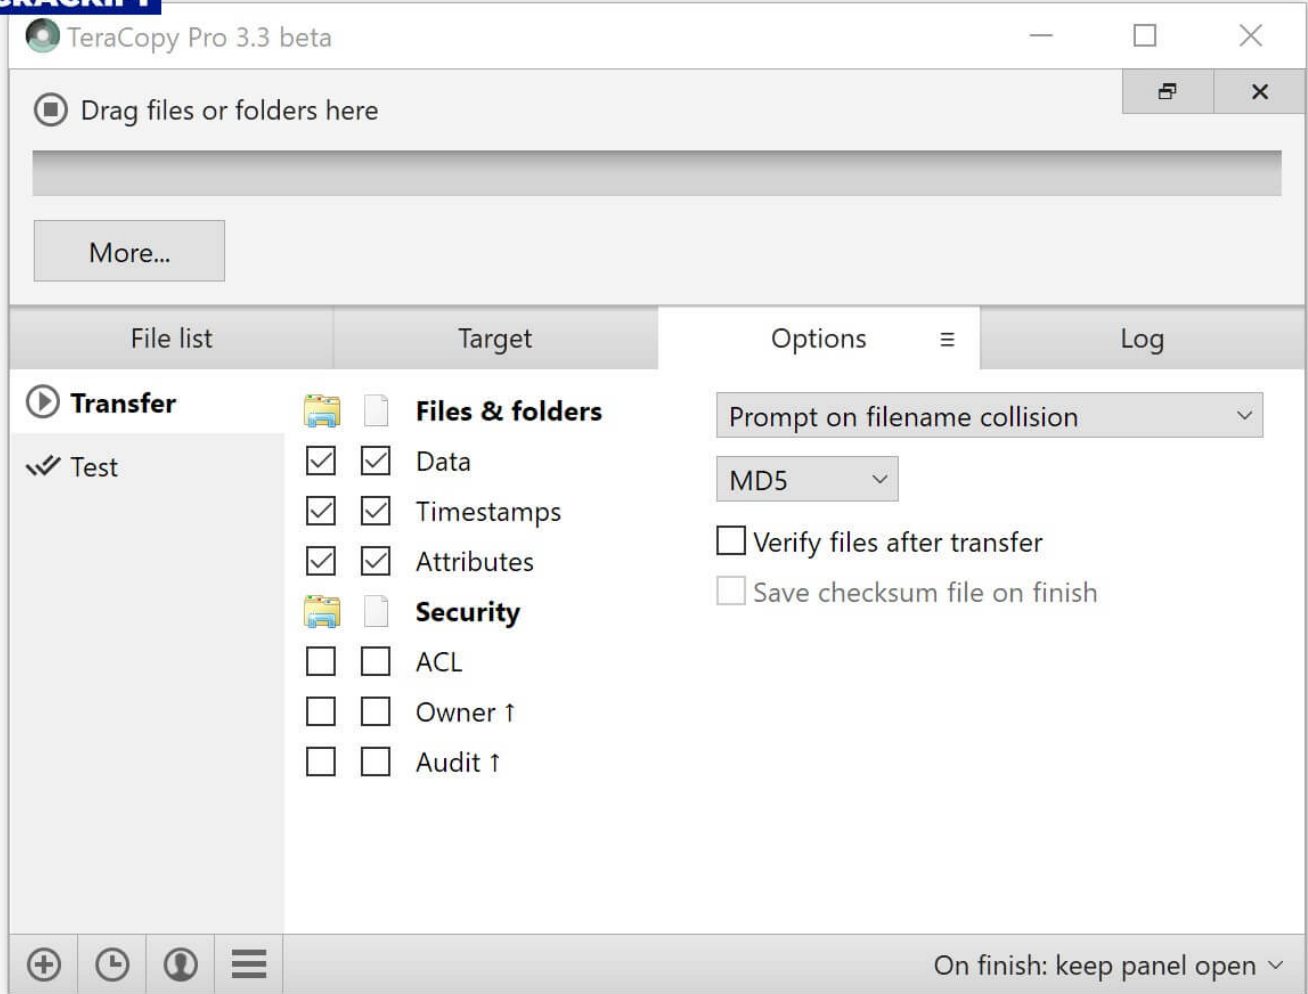 TeraCopy Pro 3.3 beta
Drag files or folders here
More...
File list
Target
Options
Log
Transfer
Test
Files & folders
Data
Timestamps
Attributes
Security
ACL
Owner ↑
Audit ↑
Prompt on filename collision
MD5
Verify files after transfer
Save checksum file on finish
On finish: keep panel open